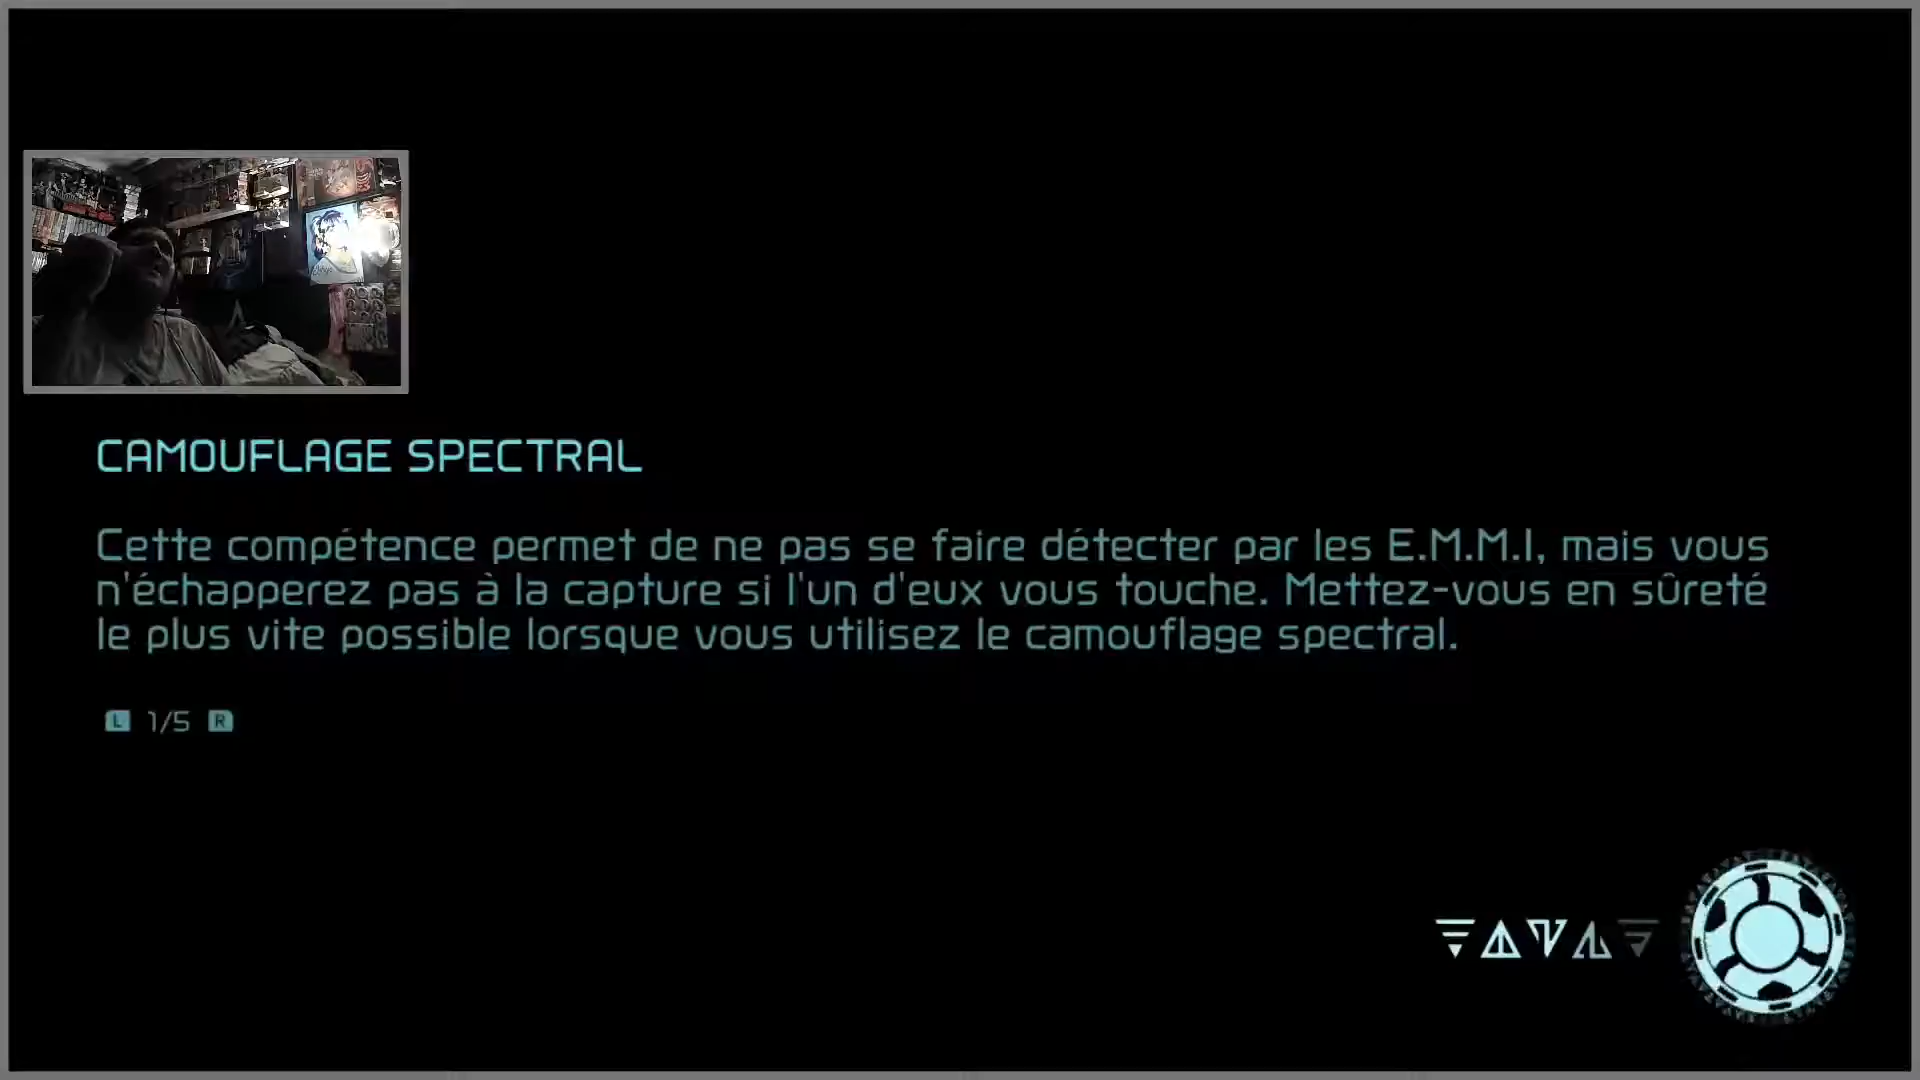 CAMOUFLAGE SPECTRAL
Cette compétence permet de ne pas se faire détecter par les E.M.M.I, mais vous
n'échapperez pas à la capture si l'un d'eux vous touche. Mettez-vous en sûreté
le plus vite possible lorsque vous utilisez le camouflage spectral.
L 1/5 R